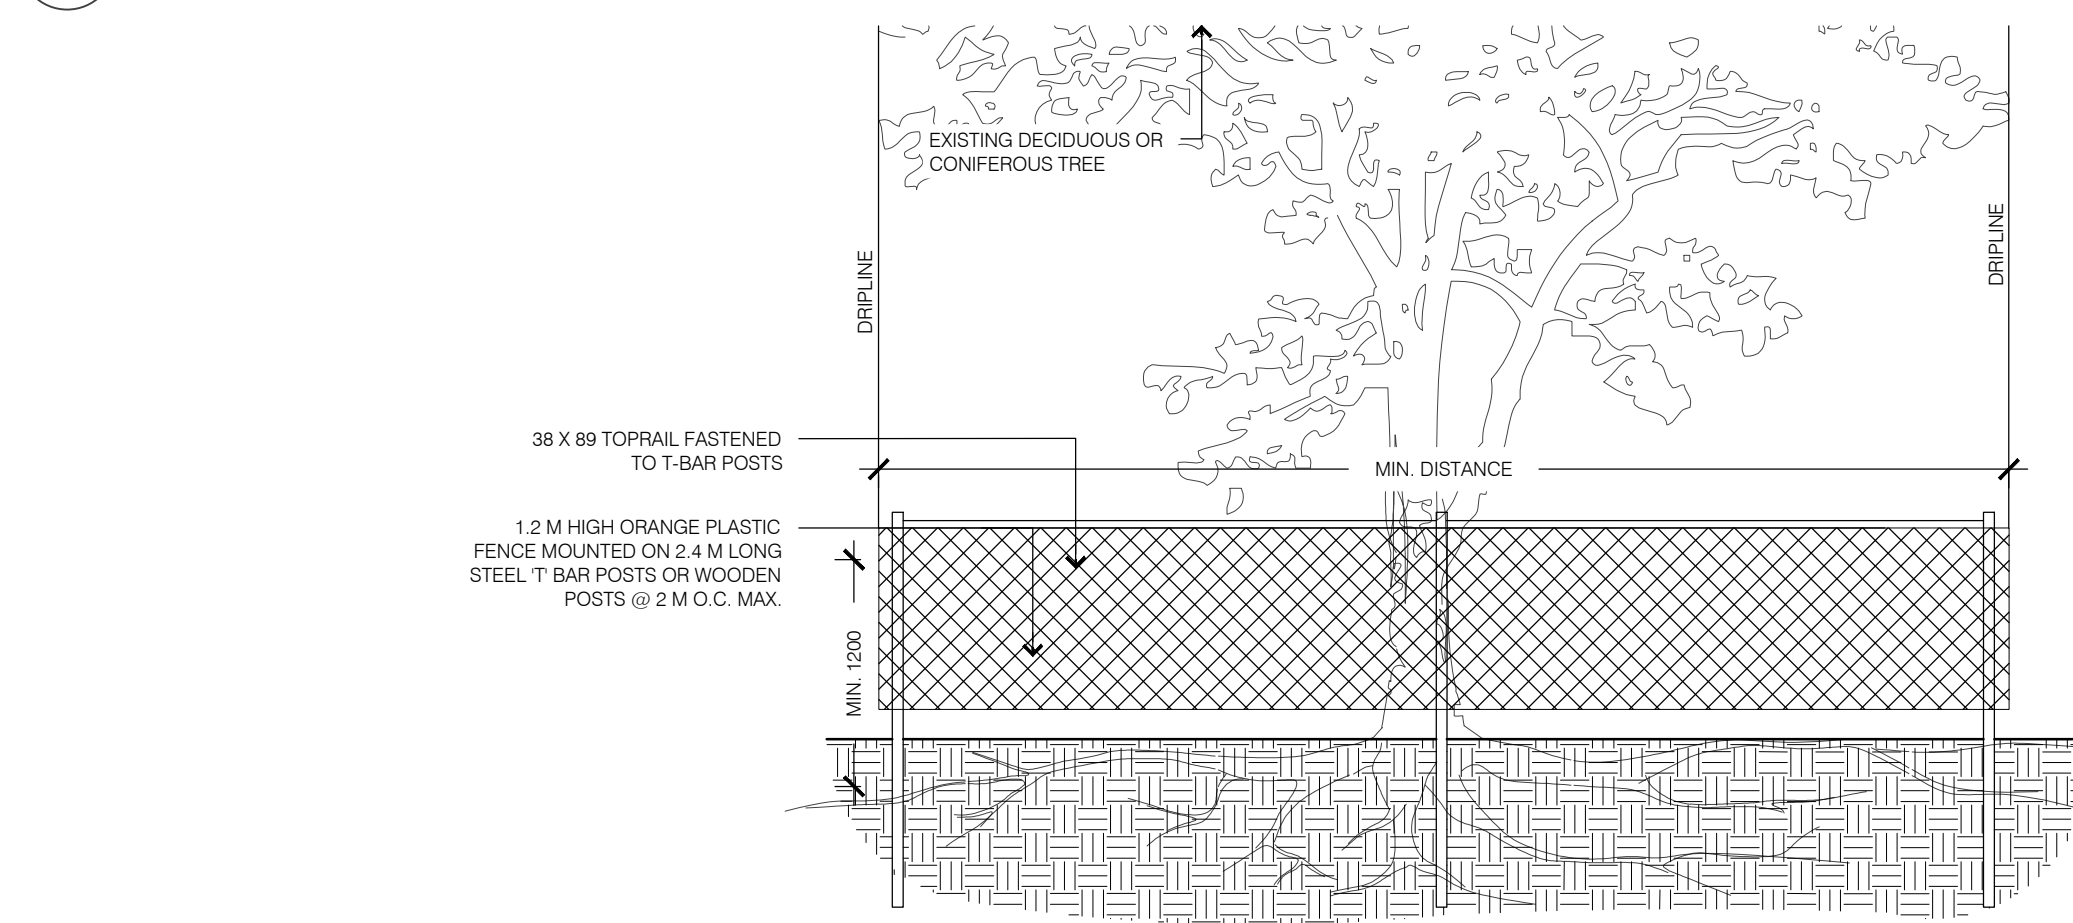 EXISTING DECIDUOUS OR
CONIFEROUS TREE
DRIPLINE
DRIPLINE
38 X 89 TOPRAIL FASTENED
TO T-BAR POSTS
MIN. DISTANCE
1.2 M HIGH ORANGE PLASTIC
FENCE MOUNTED ON 2.4 M LONG
STEEL 'T' BAR POSTS OR WOODEN
POSTS @ 2 M O.C. MAX.
MIN. 1200